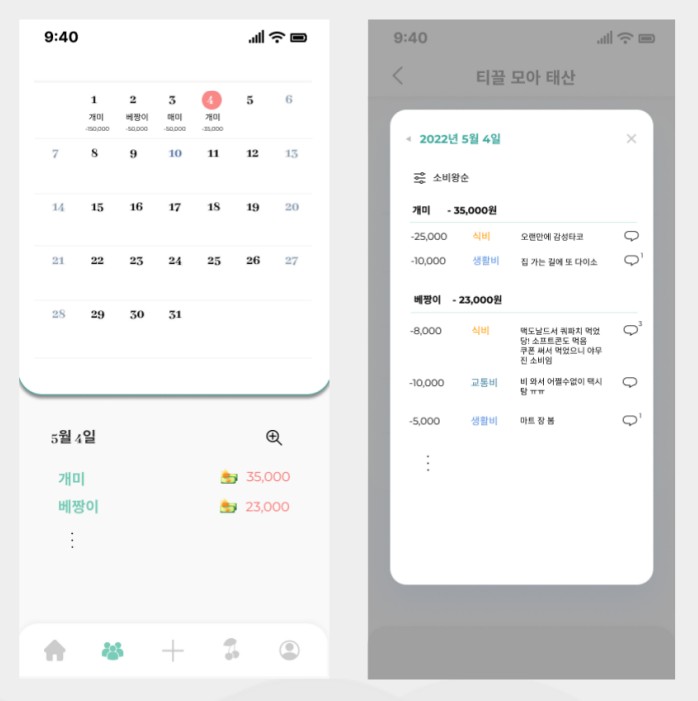 9:40
1 2 3 4 5 6
개미 베짱이 매미 개미
-150,000 -50,000 -50,000 -35,000
7 8 9 10 11 12 13
14 15 16 17 18 19 20
21 22 23 24 25 26 27
28 29 30 31
5월 4일
개미 35,000
베짱이 23,000
9:40
티끌 모아 태산
2022년 5월 4일
소비왕순
개미 - 35,000원
-25,000 식비 오랜만에 감성타코
-10,000 생활비 집 가는 길에 또 다이소 1
베짱이 - 23,000원
-8,000 식비 맥도날드서 쿼파치 먹었 3
담! 소프트콘도 먹음
쿠폰 써서 먹었으니 야무
진 소비임
-10,000 교통비 비 와서 어쩔수없이 택시
탐 ㅠㅠ
-5,000 생활비 마트 장 봄 1